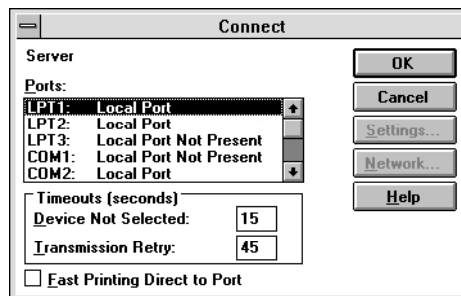 Connect
Server
Ports:
LPT1: Local Port
LPT2: Local Port
LPT3: Local Port Not Present
COM1: Local Port Not Present
COM2: Local Port
Timeouts (seconds)
Device Not Selected: 15
Transmission Retry: 45
Fast Printing Direct to Port
OK
Cancel
Settings...
Network...
Help